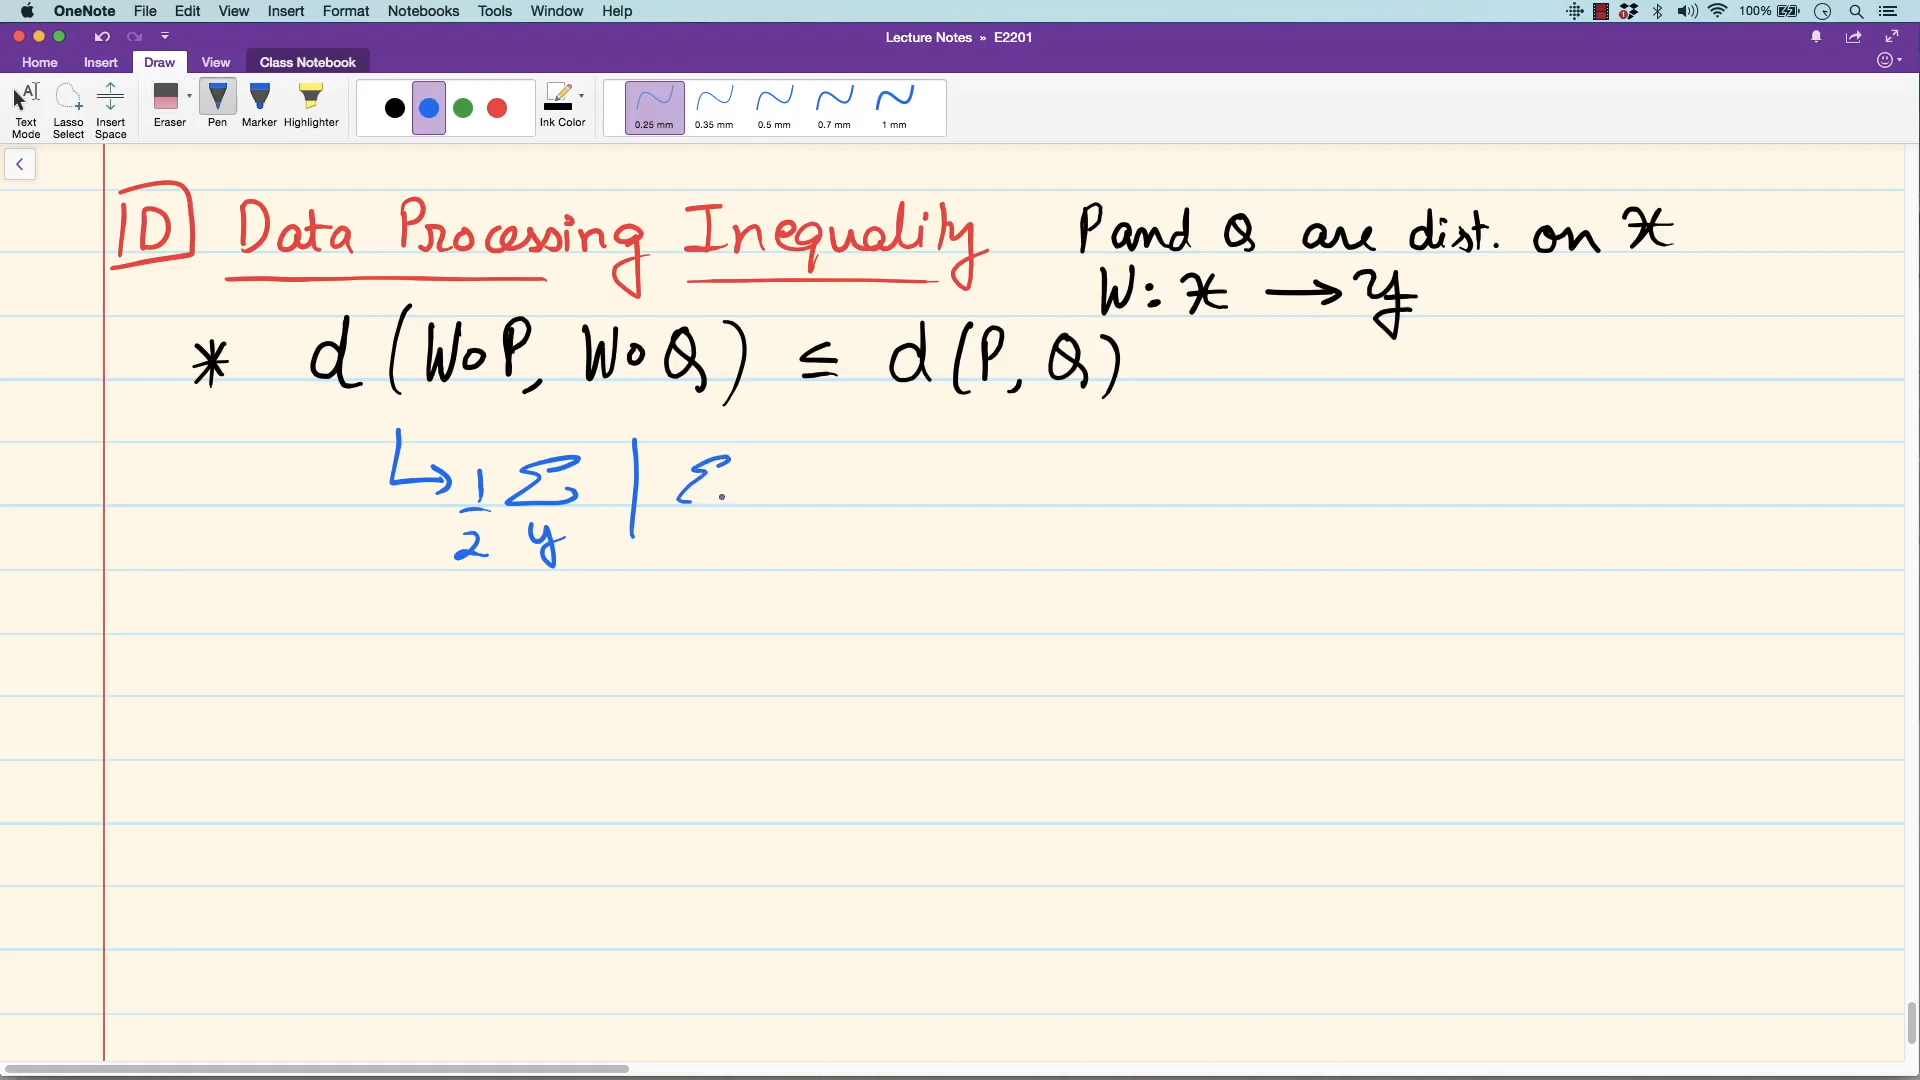 OneNote File Edit View Insert Format Notebooks Tools Window Help 100%
Lecture Notes » E2201
Home Insert Draw View Class Notebook
Text Mode Lasso Select Insert Space Eraser Pen Marker Highlighter Ink Color 0.25 mm 0.35 mm 0.5 mm 0.7 mm 1 mm
1D Data Processing Inequality P and Q are dist. on 𝒳
W: 𝒳 → 𝒴
* d(W∘P, W∘Q) ≤ d(P, Q)
↳ 1/2 Σ_y | Σ